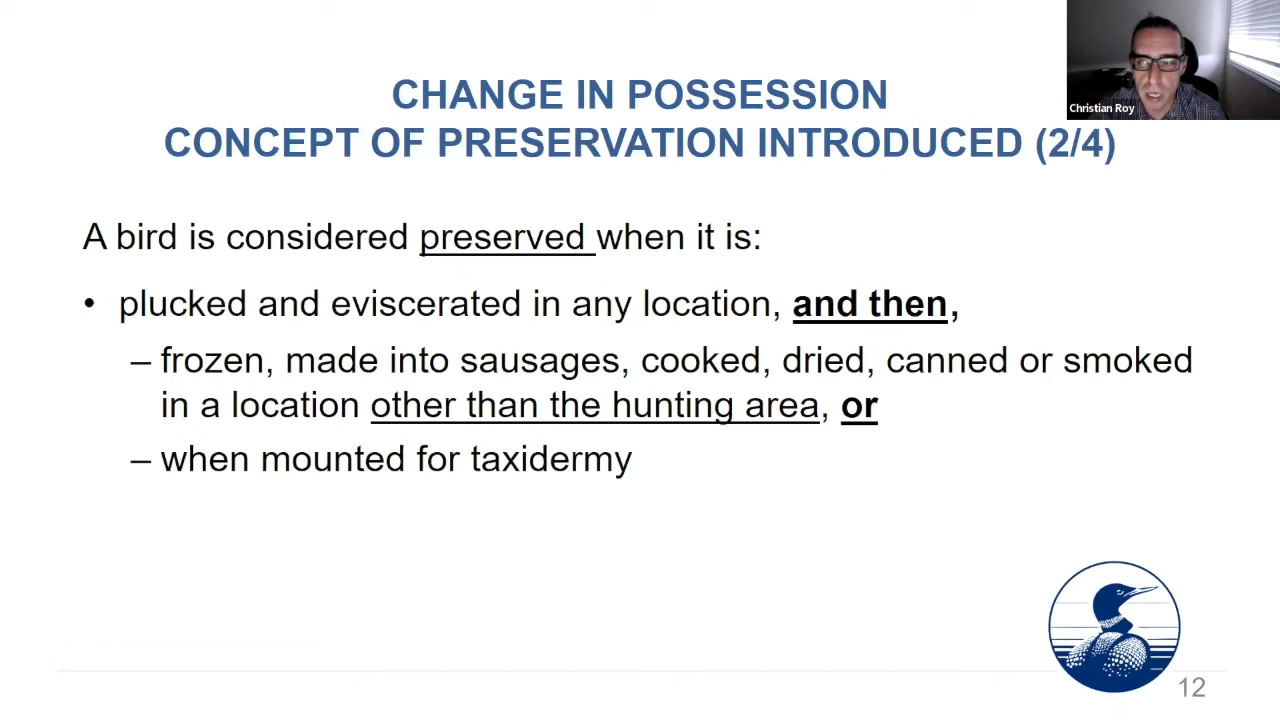 Christian Roy
CHANGE IN POSSESSION
CONCEPT OF PRESERVATION INTRODUCED (2/4)
A bird is considered preserved when it is:
• plucked and eviscerated in any location, and then,
– frozen, made into sausages, cooked, dried, canned or smoked
in a location other than the hunting area, or
– when mounted for taxidermy
12